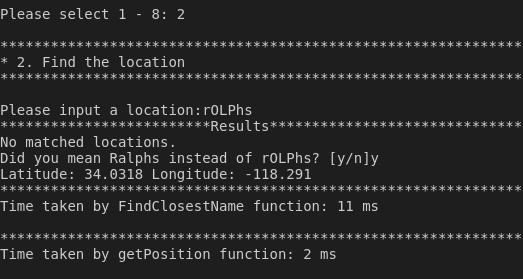 Please select 1 - 8: 2
**************************************************************
* 2. Find the location
**************************************************************
Please input a location:rOLPhs
*************************Results******************************
No matched locations.
Did you mean Ralphs instead of rOLPhs? [y/n]y
Latitude: 34.0318 Longitude: -118.291
**************************************************************
Time taken by FindClosestName function: 11 ms
**************************************************************
Time taken by getPosition function: 2 ms